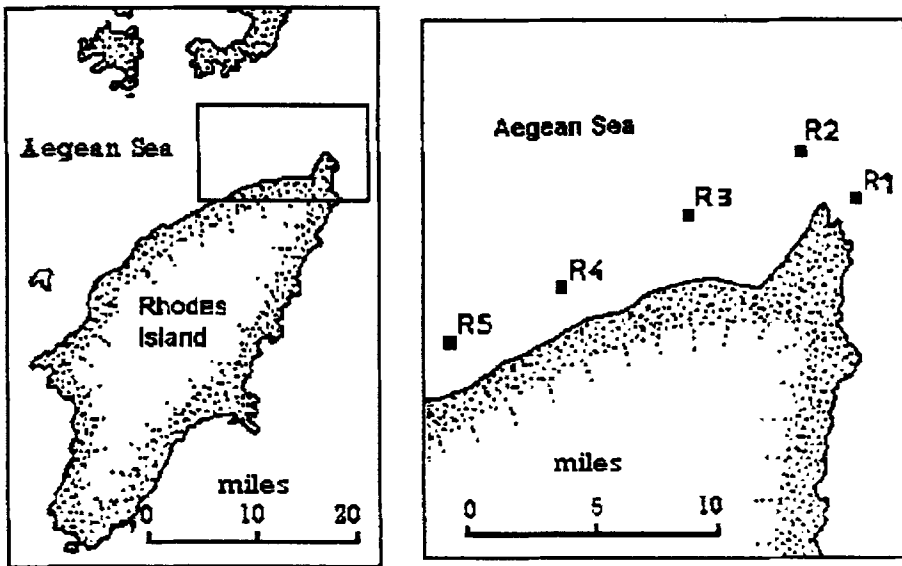 Aegean Sea
Rhodes
Island
miles
0 10 20
Aegean Sea
R2
R1
R3
R4
R5
miles
0 5 10